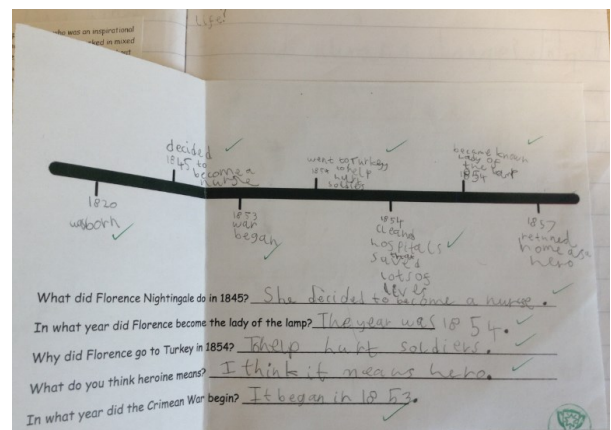 who was an inspirational
worked in mixed
Life?
decided
1845 to
become a
nurse
went to Turkey
1854 to help
hurt
soldiers
became known
lady of
the
1854
1820
was born
1853
war
began
1854
hospitals
saved
lots of
lives
1857
home as a
hero
What did Florence Nightingale do in 1845? She decided to become a nurse.
In what year did Florence become the lady of the lamp? The year was 1854.
Why did Florence go to Turkey in 1854? help hurt soldiers.
What do you think heroine means? I think it means hero.
In what year did the Crimean War begin? It began in 1853.